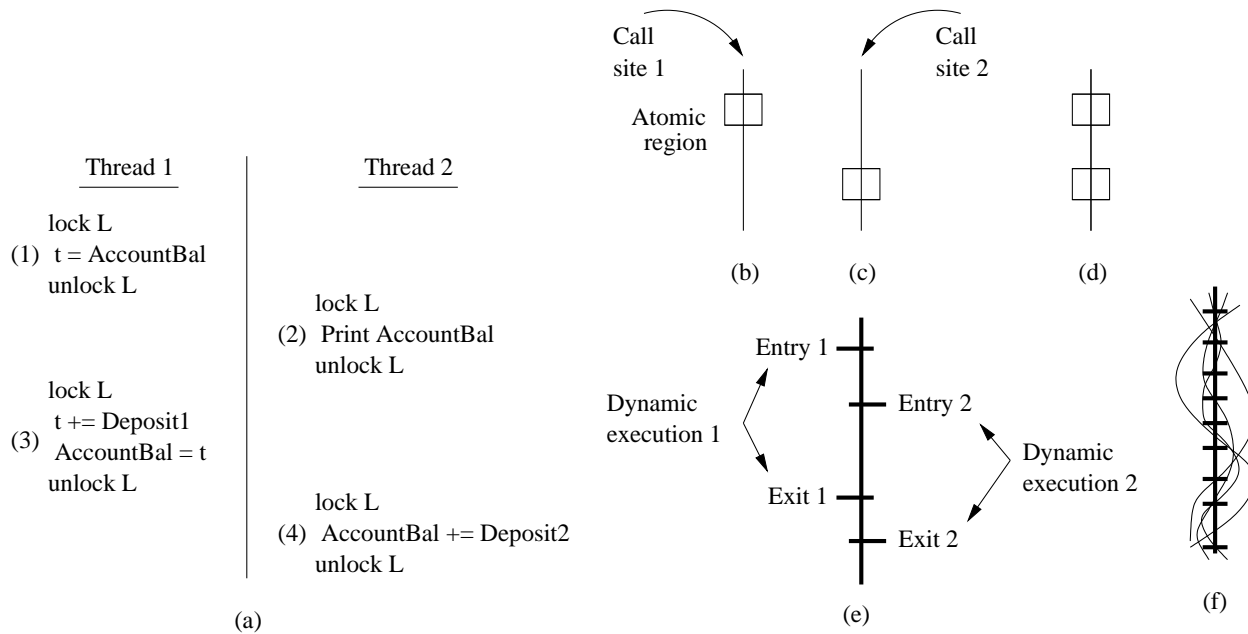 Thread 1
lock L
(1) t = AccountBal
unlock L
lock L
t += Deposit1
(3)
AccountBal = t
unlock L
Thread 2
lock L
(2) Print AccountBal
unlock L
lock L
(4) AccountBal += Deposit2
unlock L
(a)
Call
site 1
Atomic
region
(b)
Call
site 2
(c)
(d)
Entry 1
Entry 2
Dynamic
execution 1
Dynamic
execution 2
Exit 1
Exit 2
(e)
(f)